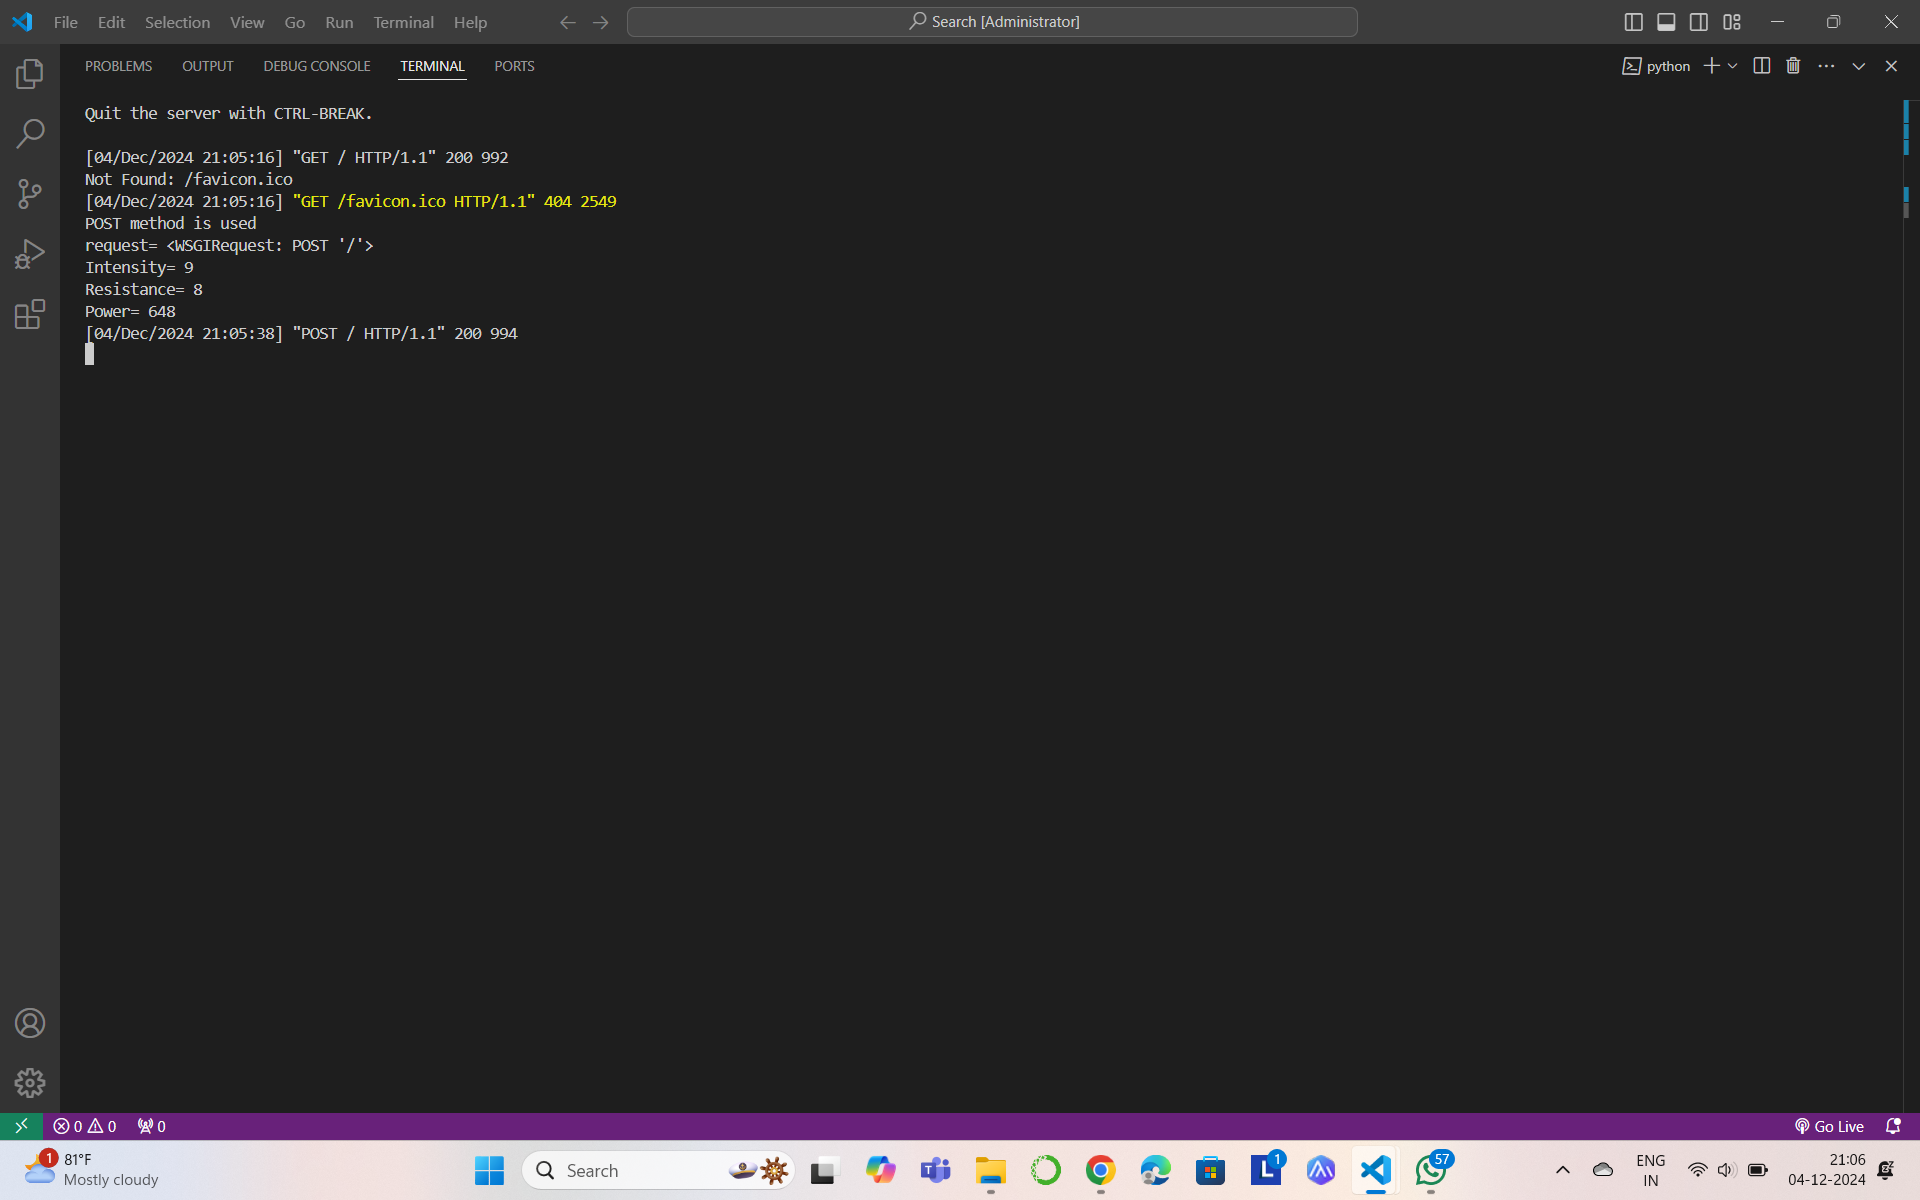 File Edit Selection View Go Run Terminal Help
Search [Administrator]
PROBLEMS OUTPUT DEBUG CONSOLE TERMINAL PORTS
python
Quit the server with CTRL-BREAK.
[04/Dec/2024 21:05:16] "GET / HTTP/1.1" 200 992
Not Found: /favicon.ico
[04/Dec/2024 21:05:16] "GET /favicon.ico HTTP/1.1" 404 2549
POST method is used
request= <WSGIRequest: POST '/'>
Intensity= 9
Resistance= 8
Power= 648
[04/Dec/2024 21:05:38] "POST / HTTP/1.1" 200 994
0 0 0
Go Live
1
81°F
Mostly cloudy
Search
T
L
1
57
ENG
IN
21:06
04-12-2024